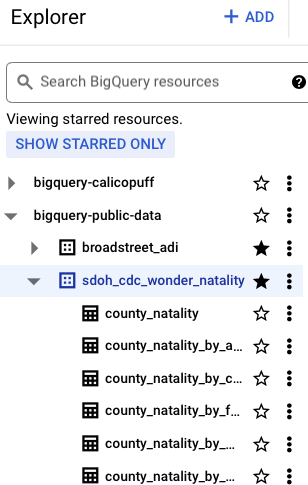 Explorer
+ ADD
Search BigQuery resources
Viewing starred resources.
SHOW STARRED ONLY
bigquery-calicopuff
bigquery-public-data
broadstreet_adi
sdoh_cdc_wonder_natality
county_natality
county_natality_by_a...
county_natality_by_c...
county_natality_by_f...
county_natality_by_...
county_natality_by_...